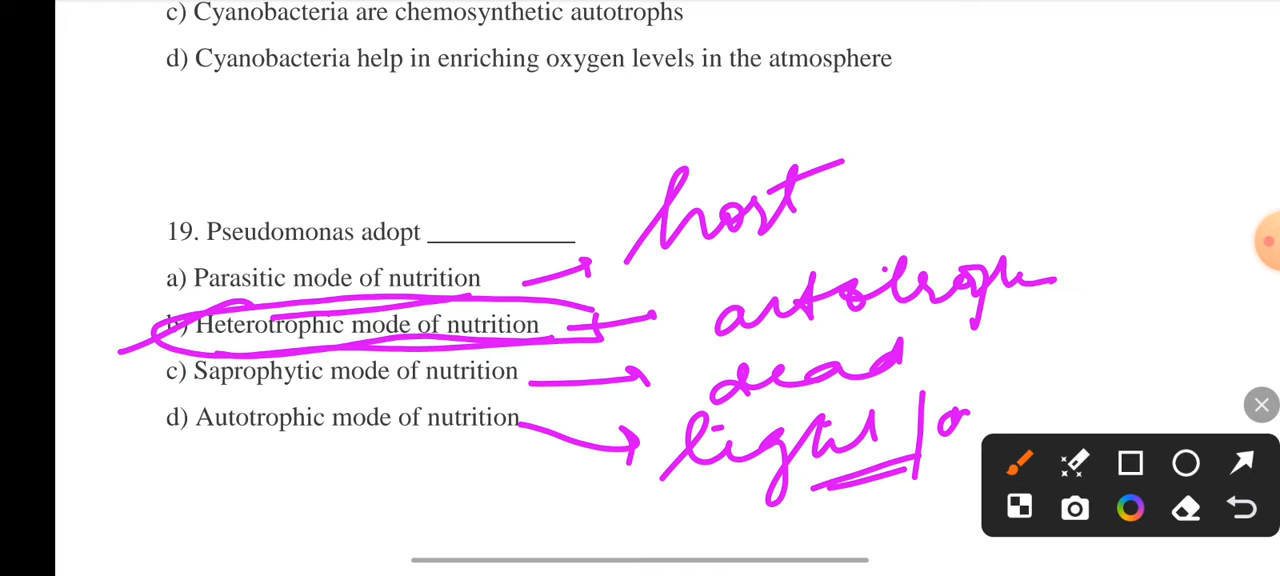 c) Cyanobacteria are chemosynthetic autotrophs
d) Cyanobacteria help in enriching oxygen levels in the atmosphere
19. Pseudomonas adopt ___________
host
a) Parasitic mode of nutrition
b) Heterotrophic mode of nutrition
autotroph
c) Saprophytic mode of nutrition
dead
d) Autotrophic mode of nutrition
light /